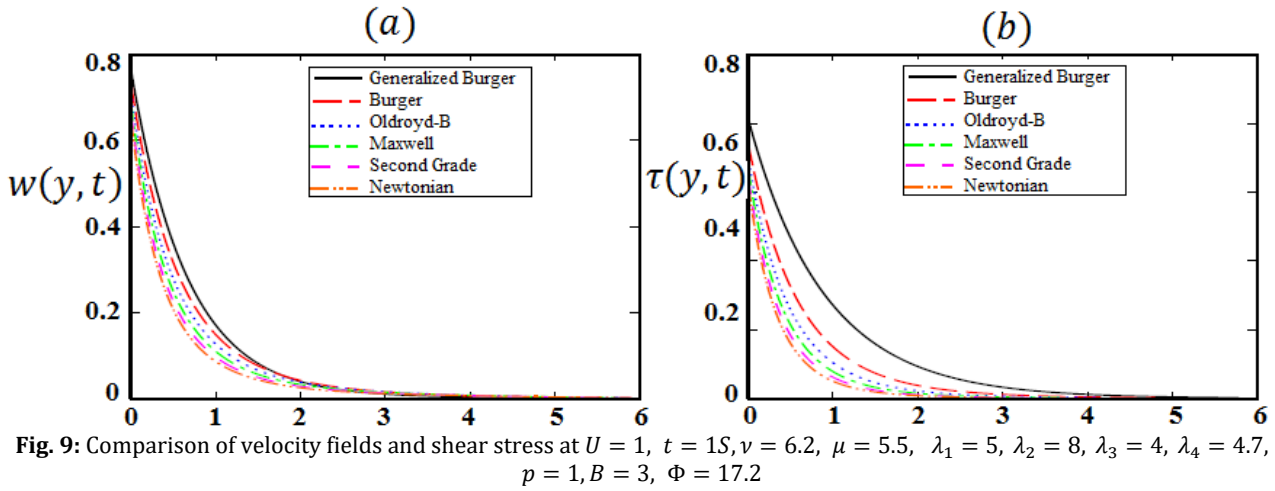 (a)
0.8
0.6
w(y, t)
0.4
0.2
0
0 1 2 3 4 5 6
Generalized Burger
Burger
Oldroyd-B
Maxwell
Second Grade
Newtonian
(b)
0.8
0.6
τ(y, t)
0.4
0.2
0
0 1 2 3 4 5 6
Generalized Burger
Burger
Oldroyd-B
Maxwell
Second Grade
Newtonian
Fig. 9: Comparison of velocity fields and shear stress at U = 1, t = 1S, ν = 6.2, μ = 5.5, λ₁ = 5, λ₂ = 8, λ₃ = 4, λ₄ = 4.7,
p = 1, B = 3, Φ = 17.2